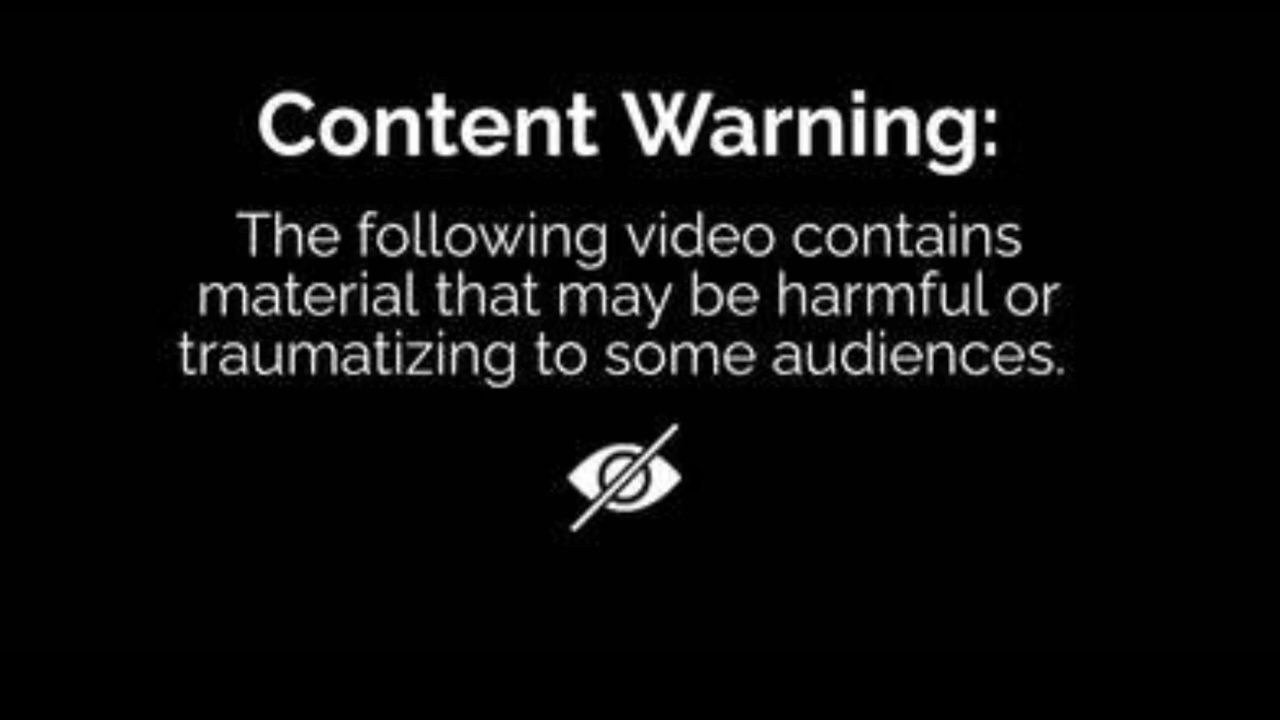 Content Warning:
The following video contains
material that may be harmful or
traumatizing to some audiences.